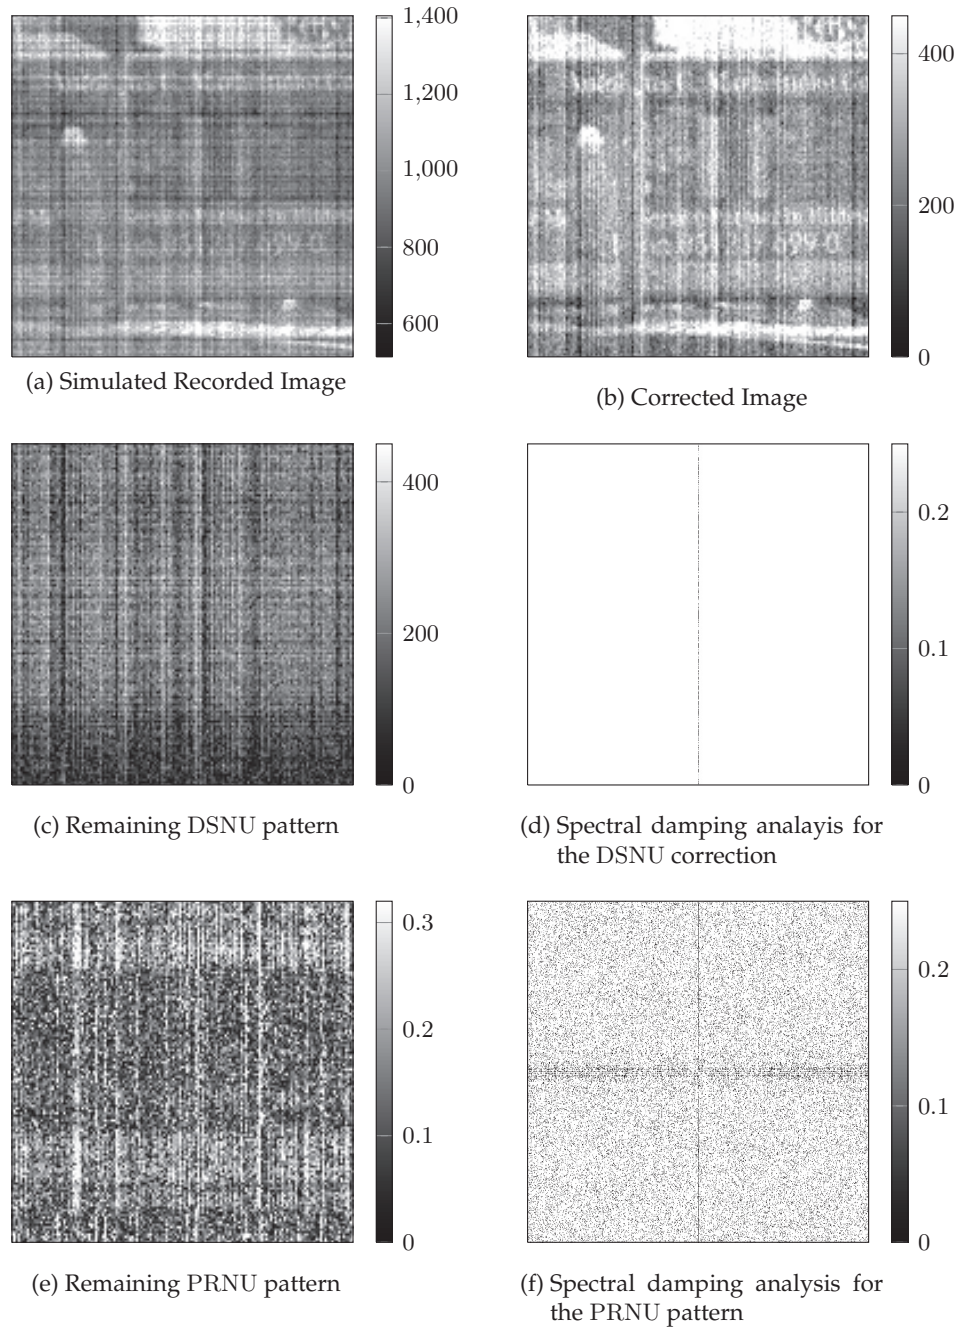 1,400
1,200
1,000
800
600
(a) Simulated Recorded Image
400
200
0
(b) Corrected Image
400
200
0
(c) Remaining DSNU pattern
0.2
0.1
0
(d) Spectral damping analayis for
the DSNU correction
0.3
0.2
0.1
0
(e) Remaining PRNU pattern
0.2
0.1
0
(f) Spectral damping analysis for
the PRNU pattern